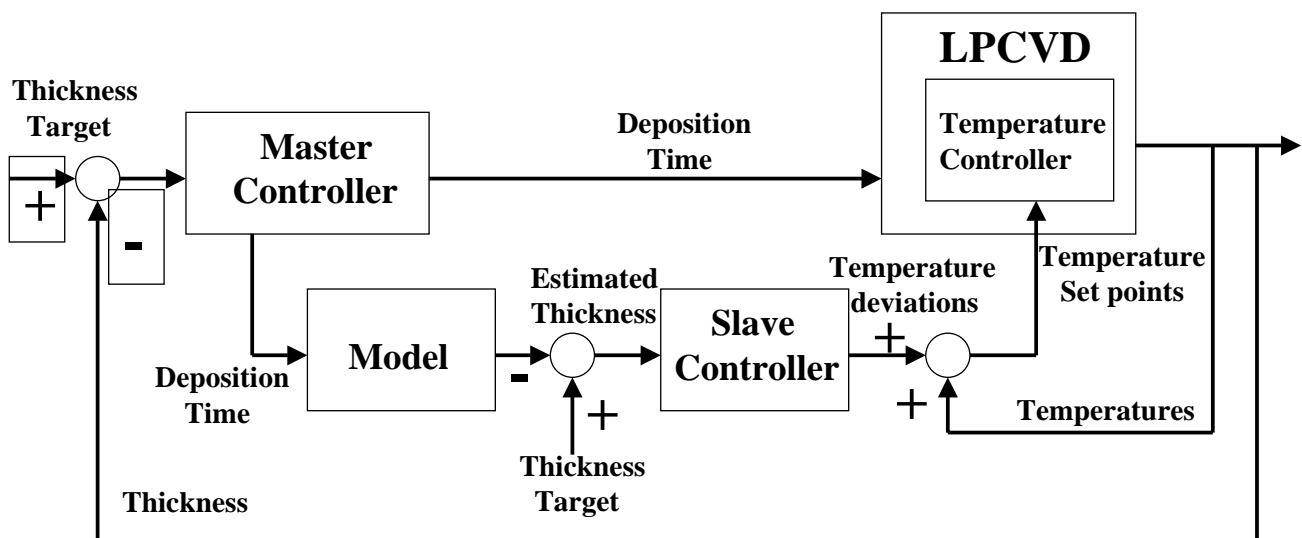 LPCVD
Thickness
Target
Master
Controller
Deposition
Time
Temperature
Controller
+
-
Estimated
Thickness
Temperature
deviations
Temperature
Set points
Model
Slave
Controller
+
-
Deposition
Time
+
+
Temperatures
Thickness
Target
Thickness